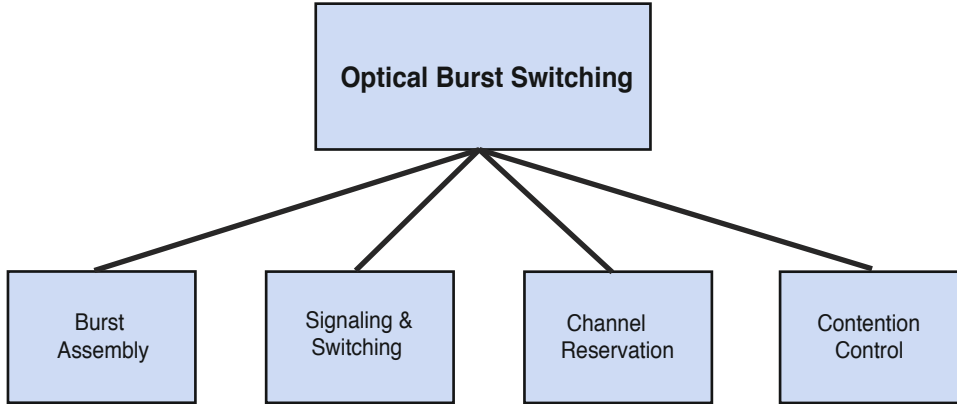 Optical Burst Switching
Burst
Assembly
Signaling &
Switching
Channel
Reservation
Contention
Control